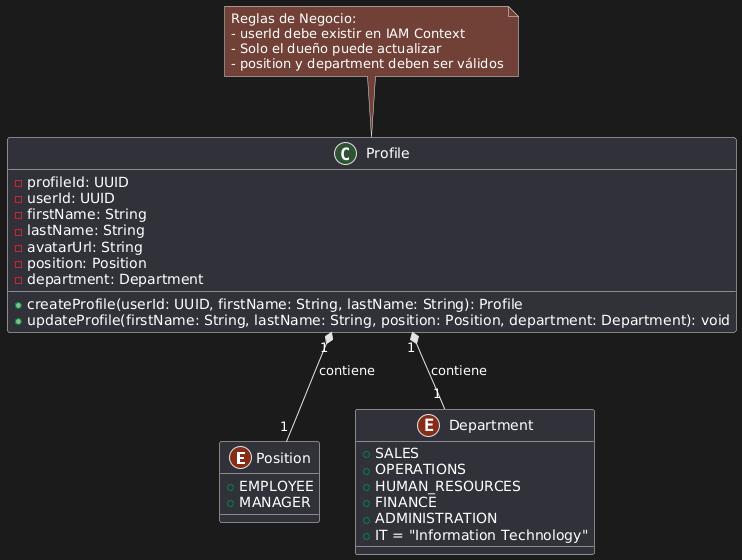 Reglas de Negocio:
- userId debe existir en IAM Context
- Solo el dueño puede actualizar
- position y department deben ser válidos
C Profile
profileId: UUID
userId: UUID
firstName: String
lastName: String
avatarUrl: String
position: Position
department: Department
createProfile(userId: UUID, firstName: String, lastName: String): Profile
updateProfile(firstName: String, lastName: String, position: Position, department: Department): void
1
1
contiene
contiene
1
1
E Position
EMPLOYEE
MANAGER
E Department
SALES
OPERATIONS
HUMAN_RESOURCES
FINANCE
ADMINISTRATION
IT = "Information Technology"